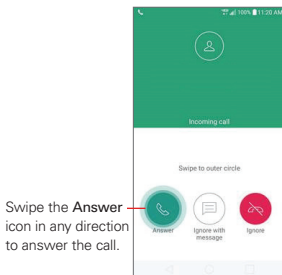 100% 11:20 AM
Incoming call
Swipe to outer circle
Swipe the Answer
icon in any direction
to answer the call.
Answer
Ignore with
message
Ignore